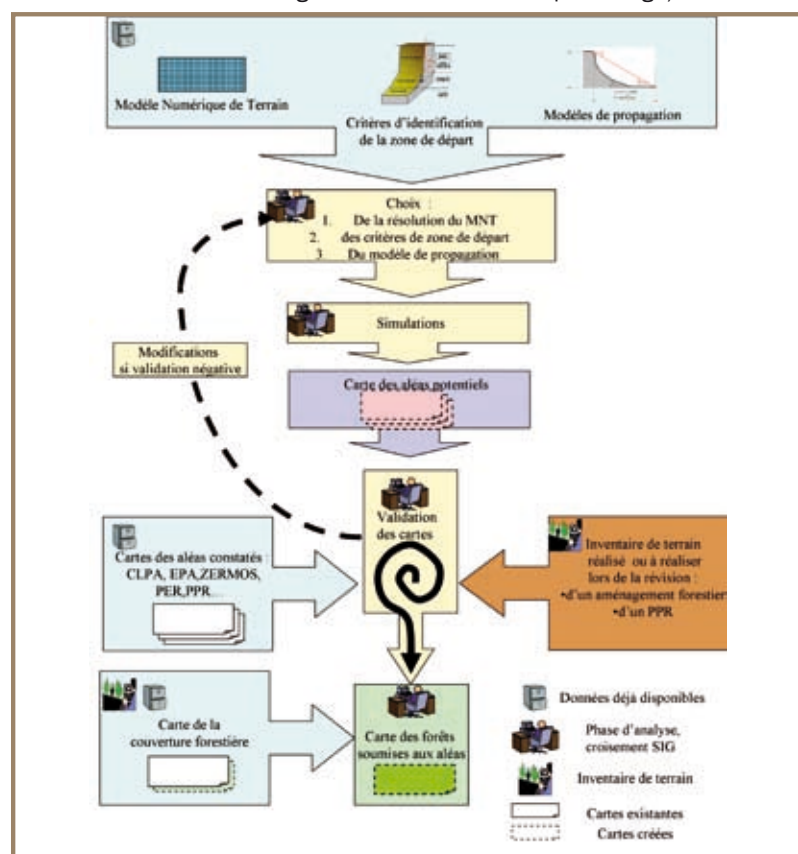 Modèle Numérique de Terrain
Critères d'identification
de la zone de départ
Modèles de propagation
Choix :
1. De la résolution du MNT
2. des critères de zone de départ
3. Du modèle de propagation
Simulations
Modifications
si validation négative
Carte des aléas potentiels
Validation
des cartes
Cartes des aléas constatés :
CLPA, EPA,ZERMOS,
PER,PPR...
Inventaire de terrain
réalisé ou à réaliser
lors de la révision :
•d'un aménagement forestier
•d'un PPR
Carte de la
couverture forestière
Carte des forêts
soumises aux aléas
Données déjà disponibles
Phase d'analyse,
croisement SIG
Inventaire de terrain
Cartes existantes
Cartes créées